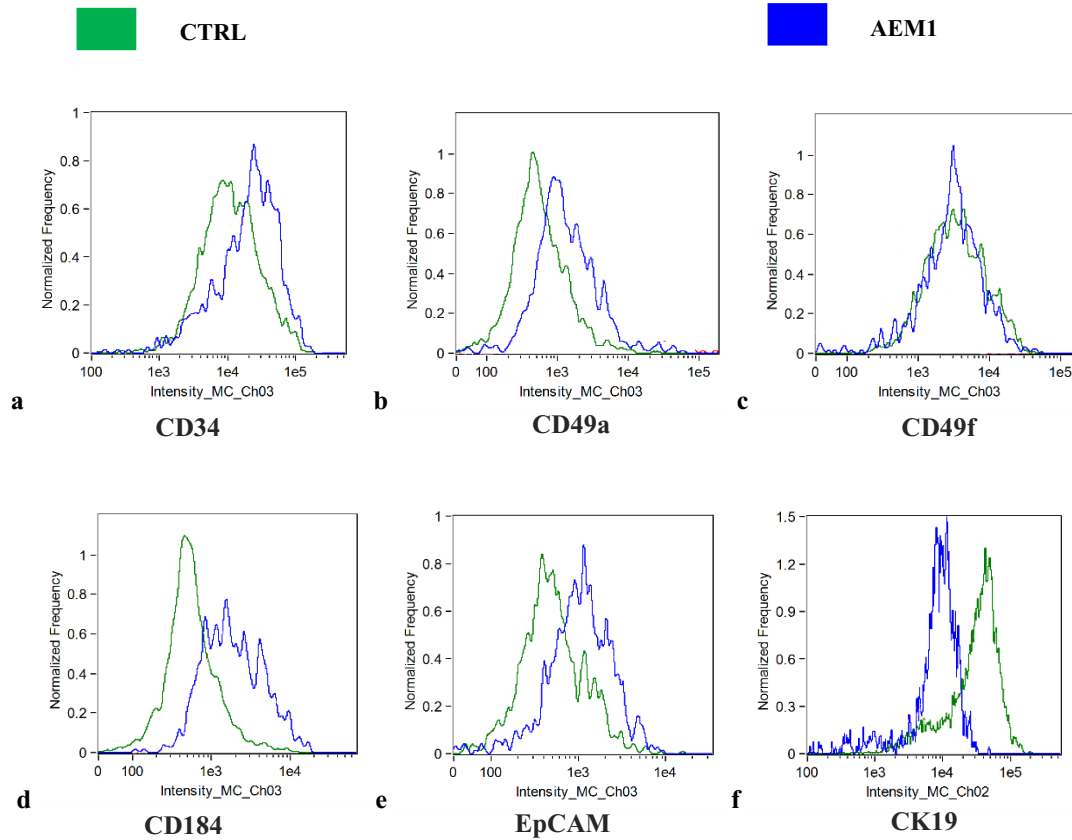 CTRL AEM1
1
0.8
0.6
0.4
0.2
0
Normalized Frequency
100 1e3 1e4 1e5
Intensity_MC_Ch03
a
CD34
1
0.8
0.6
0.4
0.2
0
Normalized Frequency
0 100 1e3 1e4 1e5
Intensity_MC_Ch03
b
CD49a
1
0.8
0.6
0.4
0.2
0
Normalized Frequency
0 100 1e3 1e4 1e5
Intensity_MC_Ch03
c
CD49f
1
0.8
0.6
0.4
0.2
0
Normalized Frequency
0 100 1e3 1e4
Intensity_MC_Ch03
d
CD184
1
0.8
0.6
0.4
0.2
0
Normalized Frequency
0 100 1e3 1e4
Intensity_MC_Ch03
e
EpCAM
1.5
1.2
0.9
0.6
0.3
0
Normalized Frequency
100 1e3 1e4 1e5
Intensity_MC_Ch02
f
CK19